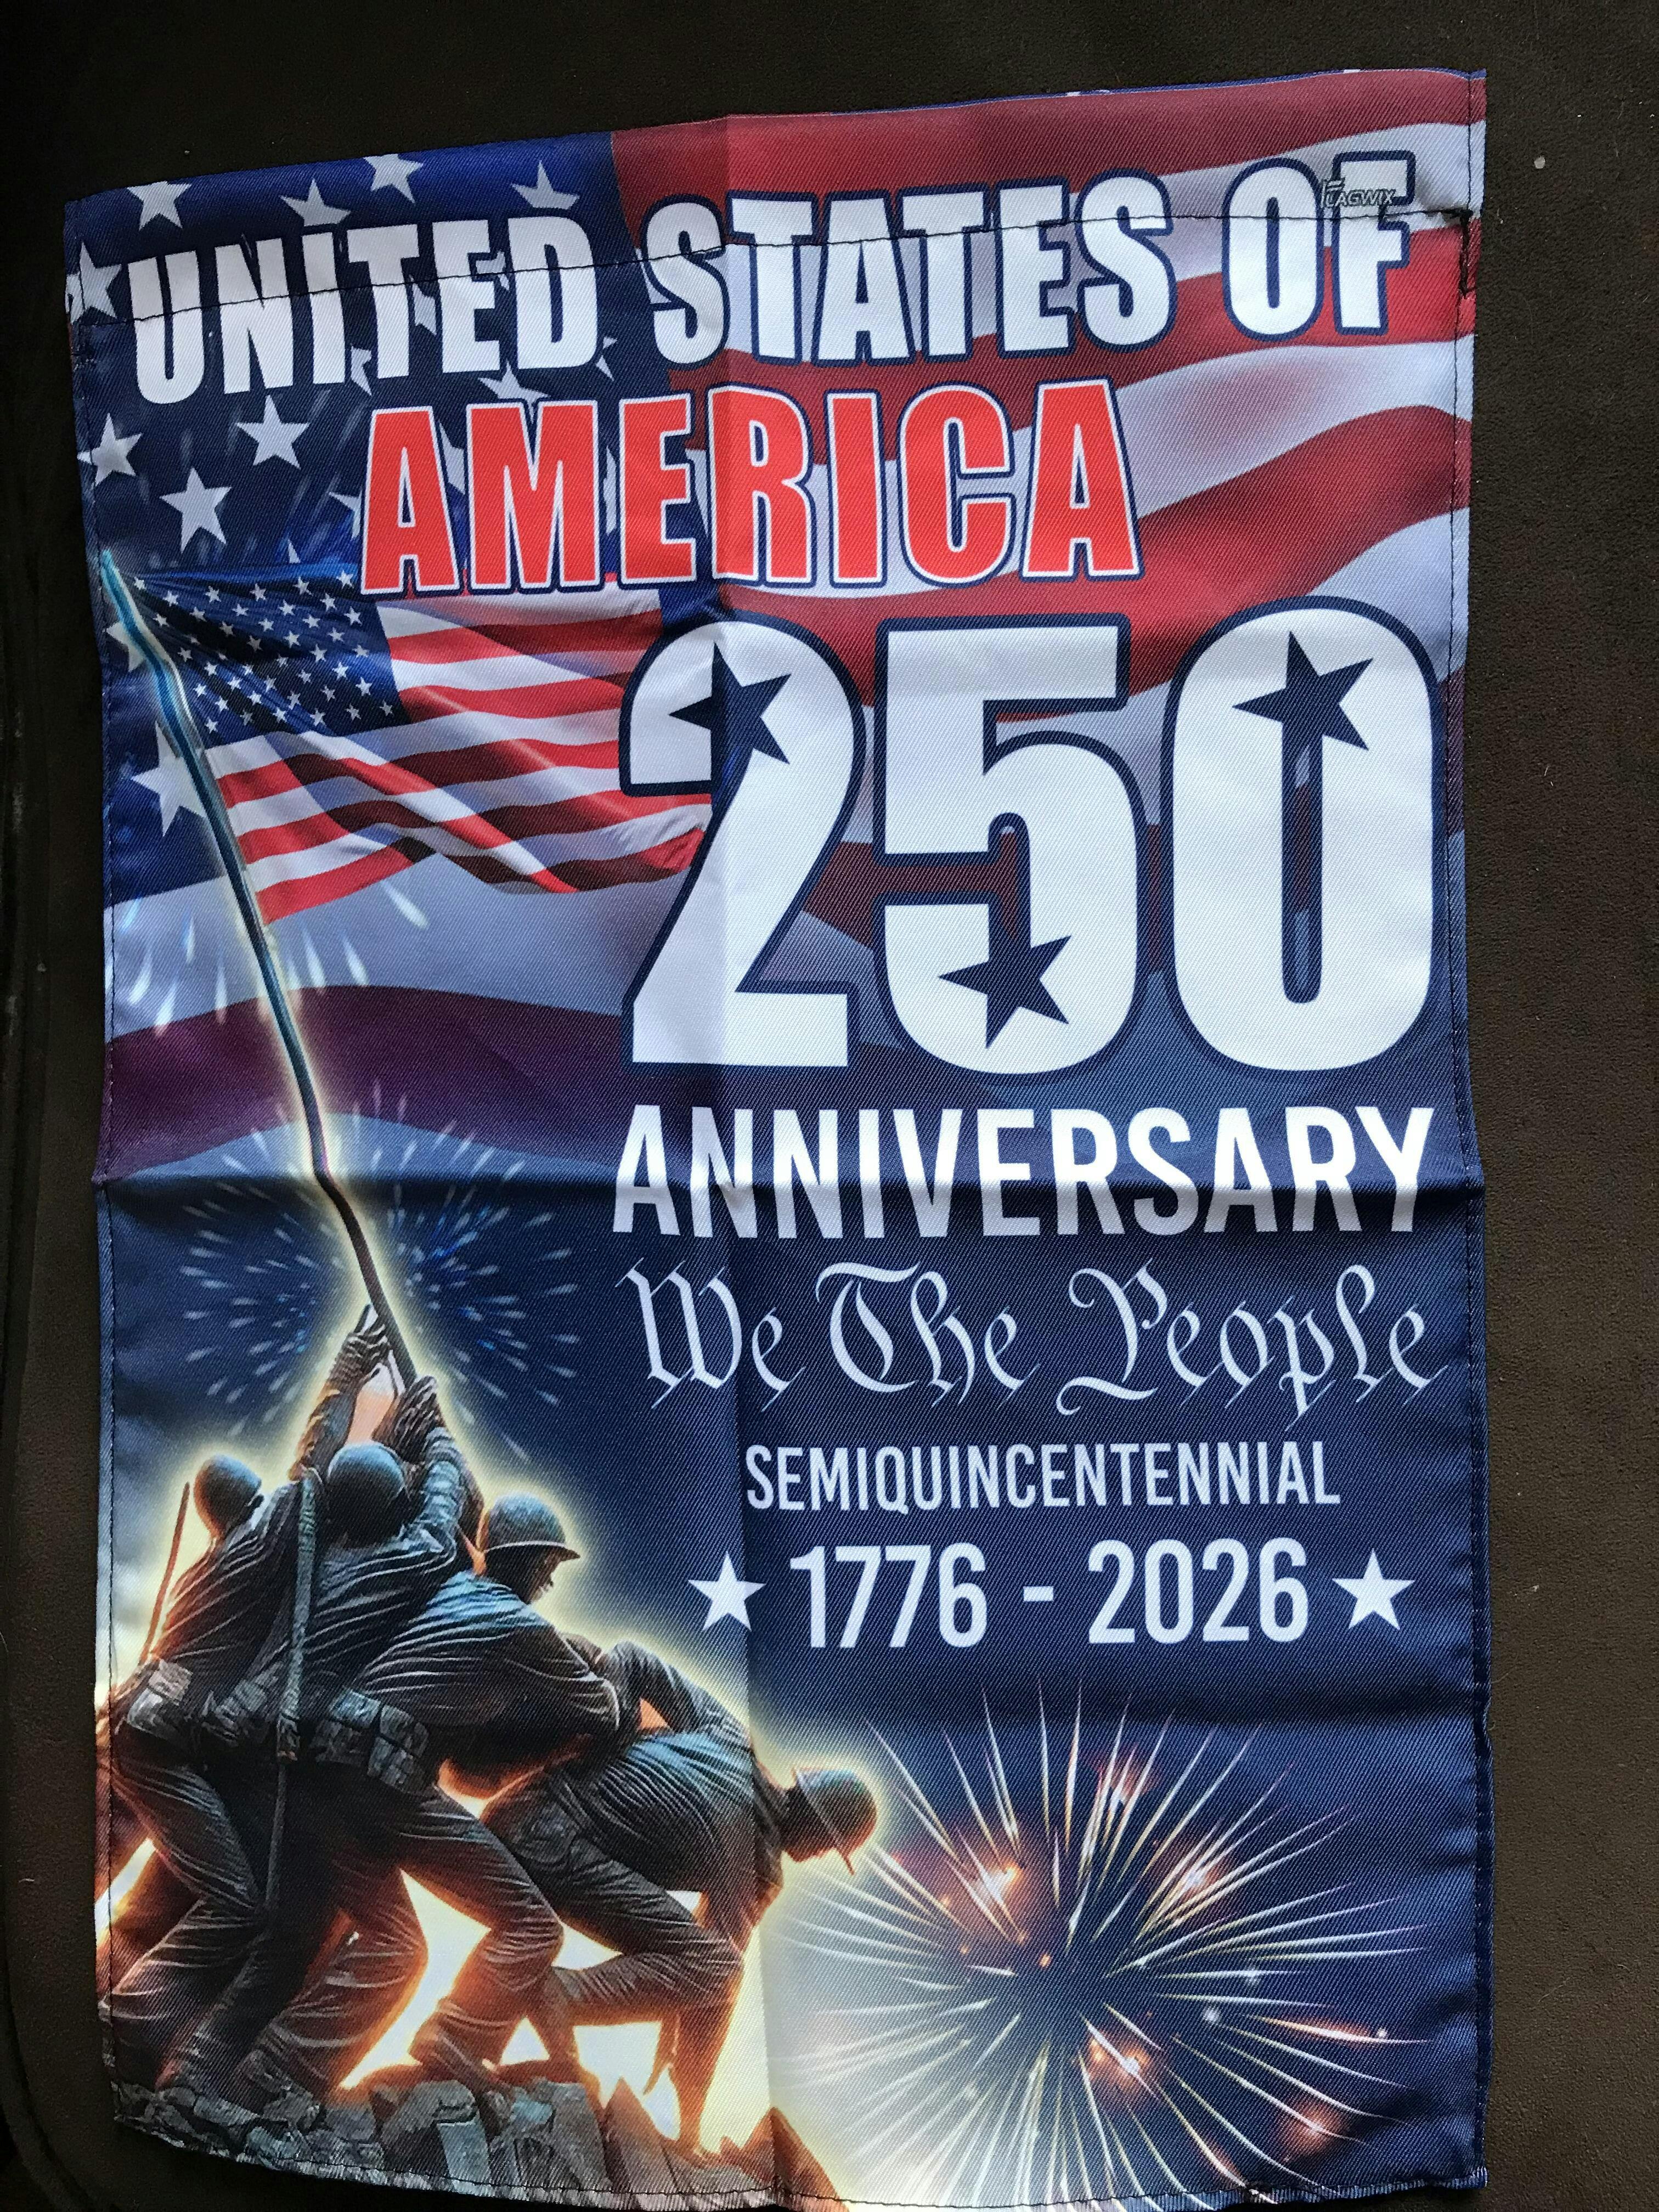 UNITED STATES OF
FLAGWIX
AMERICA
250
ANNIVERSARY
We The People
SEMIQUINCENTENNIAL
1776 - 2026